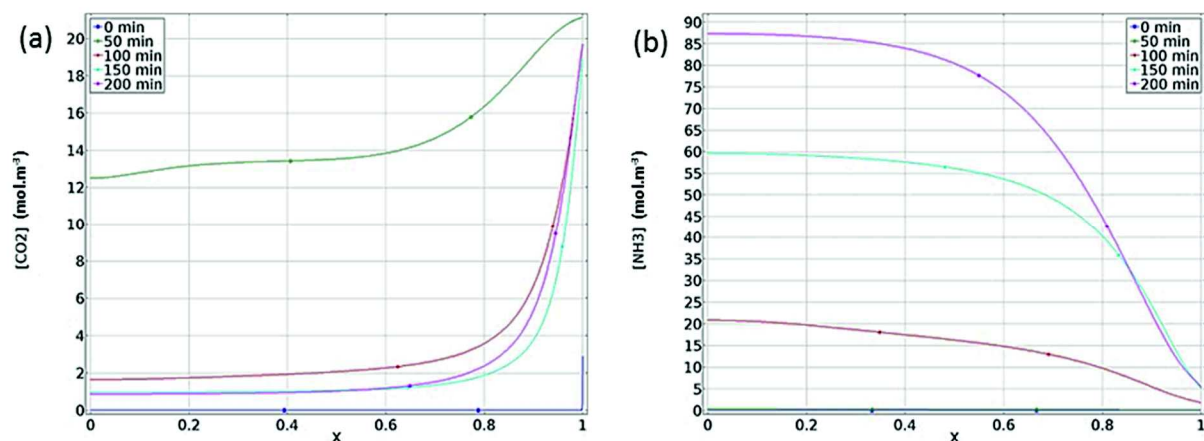 (a)
0 min
50 min
100 min
150 min
200 min
[CO2] (mol.m-3)
20
18
16
14
12
10
8
6
4
2
0
0 0.2 0.4 0.6 0.8 1
X
(b)
0 min
50 min
100 min
150 min
200 min
[NH3] (mol.m-3)
90
85
80
75
70
65
60
55
50
45
40
35
30
25
20
15
10
5
0
0 0.2 0.4 0.6 0.8 1
X